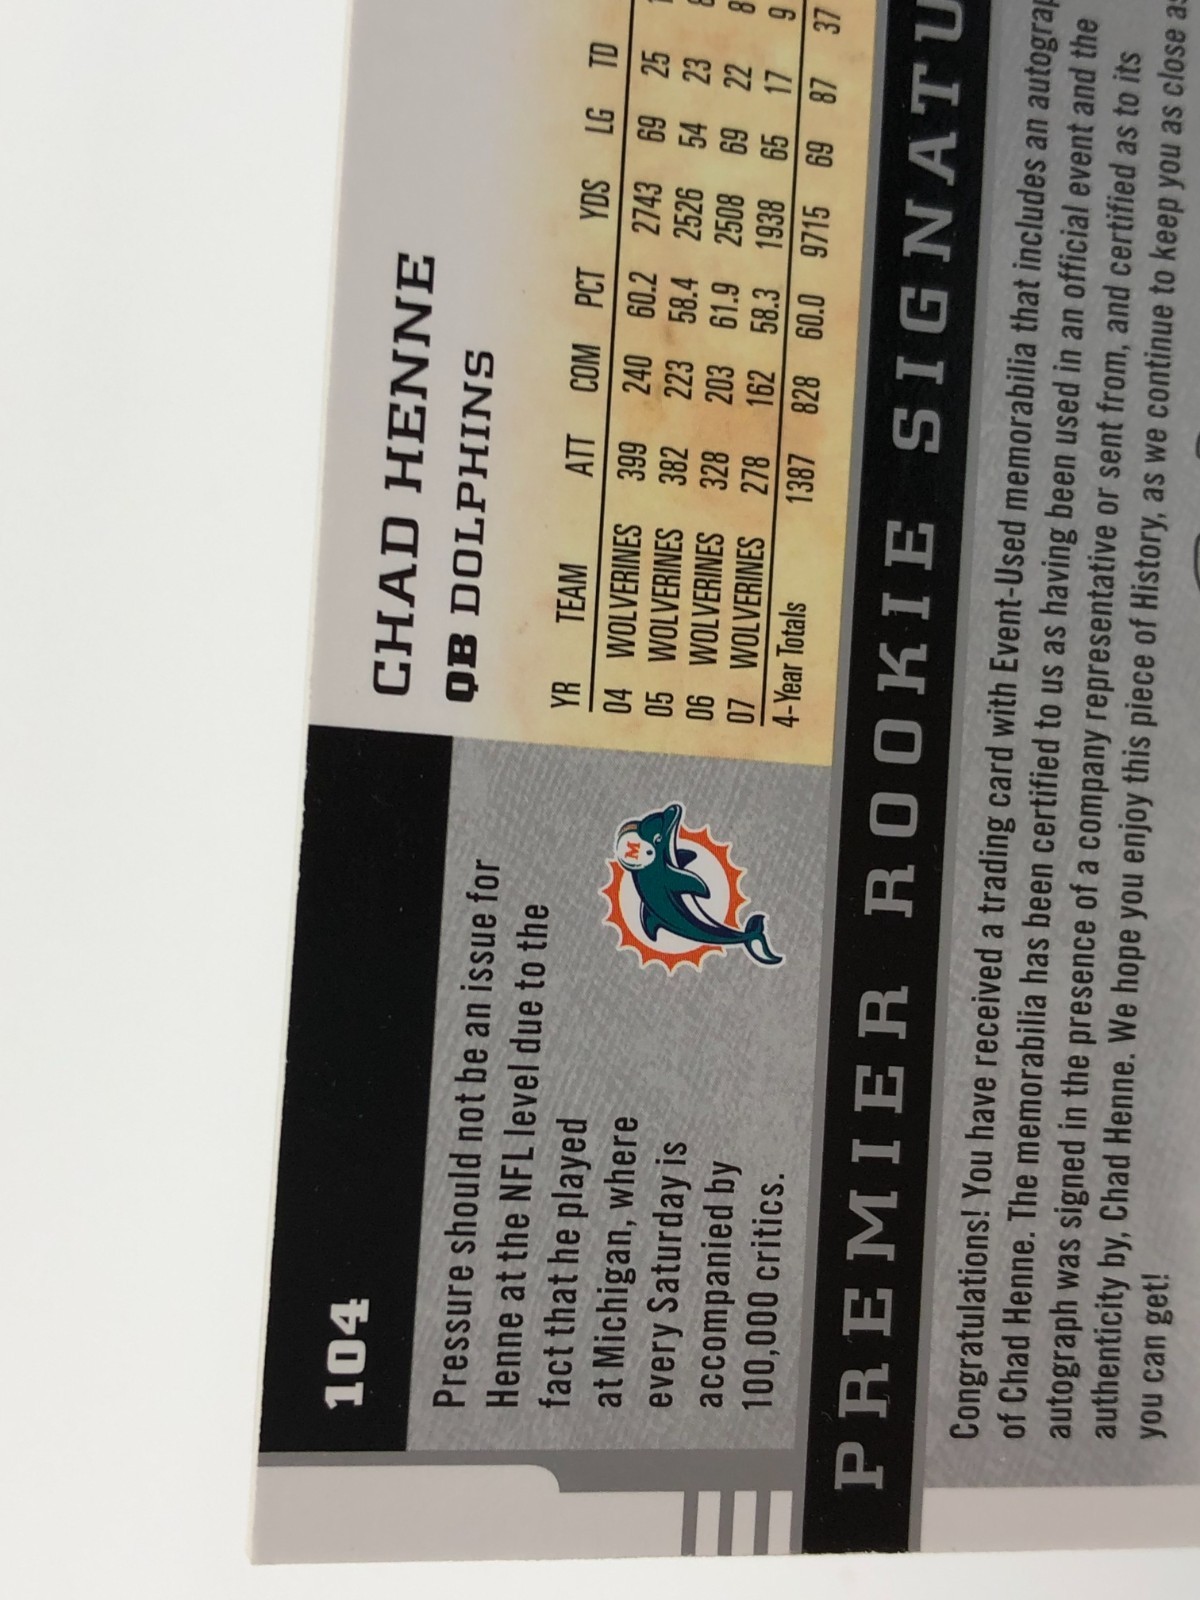 104
CHAD HENNE
QB DOLPHINS
Pressure should not be an issue for
Henne at the NFL level due to the
fact that he played
at Michigan, where
every Saturday is
accompanied by
100,000 critics.
M
YR TEAM ATT COM PCT YDS LG TD
04 WOLVERINES 399 240 60.2 2743 69 25
05 WOLVERINES 382 223 58.4 2526 54 23 8
06 WOLVERINES 328 203 61.9 2508 69 22 8
07 WOLVERINES 278 162 58.3 1938 65 17 9
4-Year Totals 1387 828 60.0 9715 69 87 37
PREMIER ROOKIE SIGNATU
Congratulations! You have received a trading card with Event-Used memorabilia that includes an autograp
of Chad Henne. The memorabilia has been certified to us as having been used in an official event and the
autograph was signed in the presence of a company representative or sent from, and certified as to its
authenticity by, Chad Henne. We hope you enjoy this piece of History, as we continue to keep you as close as
you can get!